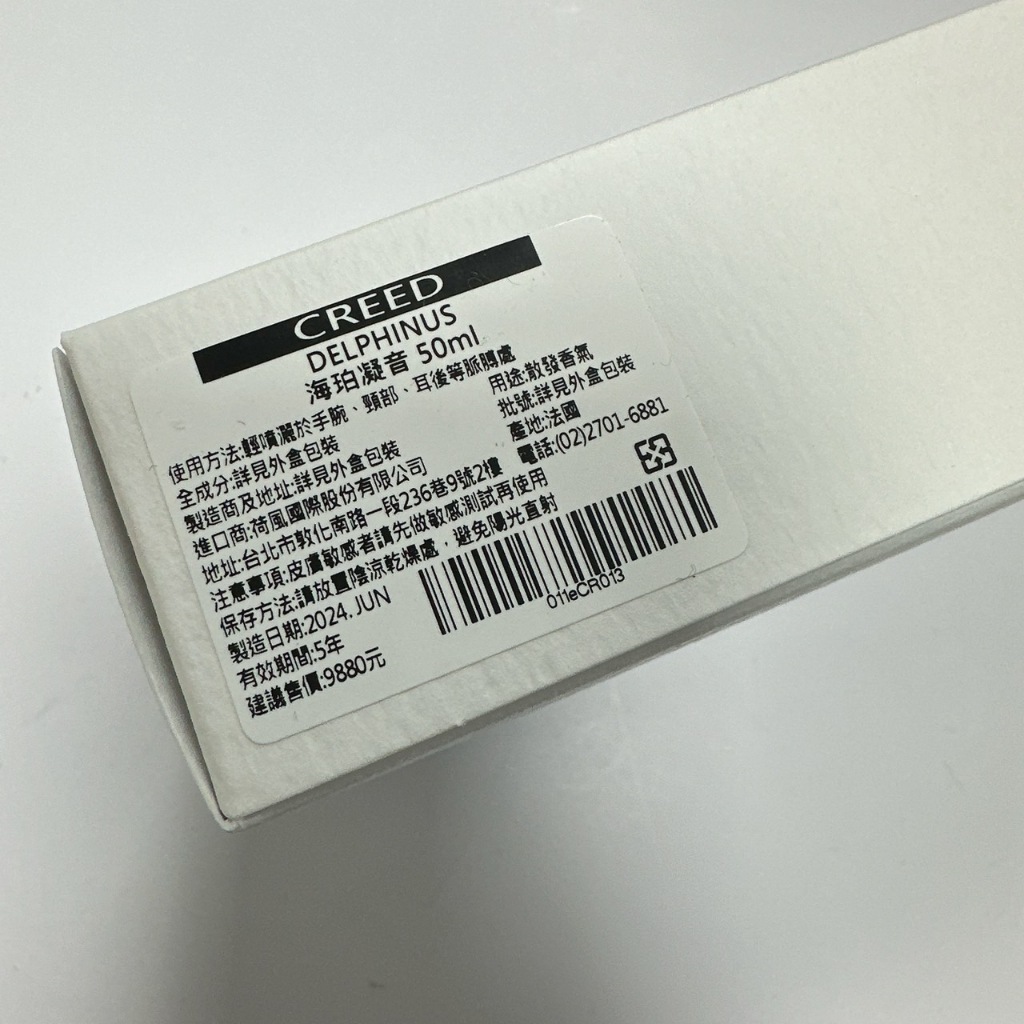 CREED
DELPHINUS
海珀凝音 50ml
使用方法:輕噴灑於手腕、頸部、耳後等脈膊處 用途:散發香氣
全成分:詳見外盒包裝 批號:詳見外盒包裝
製造商及地址:詳見外盒包裝 產地:法國
進口商:荷風國際股份有限公司 電話:(02)2701-6881
地址:台北市敦化南路一段236巷9號2樓
注意事項:皮膚敏感者請先做敏感測試再使用
保存方法:請放置陰涼乾燥處，避免陽光直射
製造日期:2024. JUN
有效期間:5年
建議售價:9880元
011eCR013